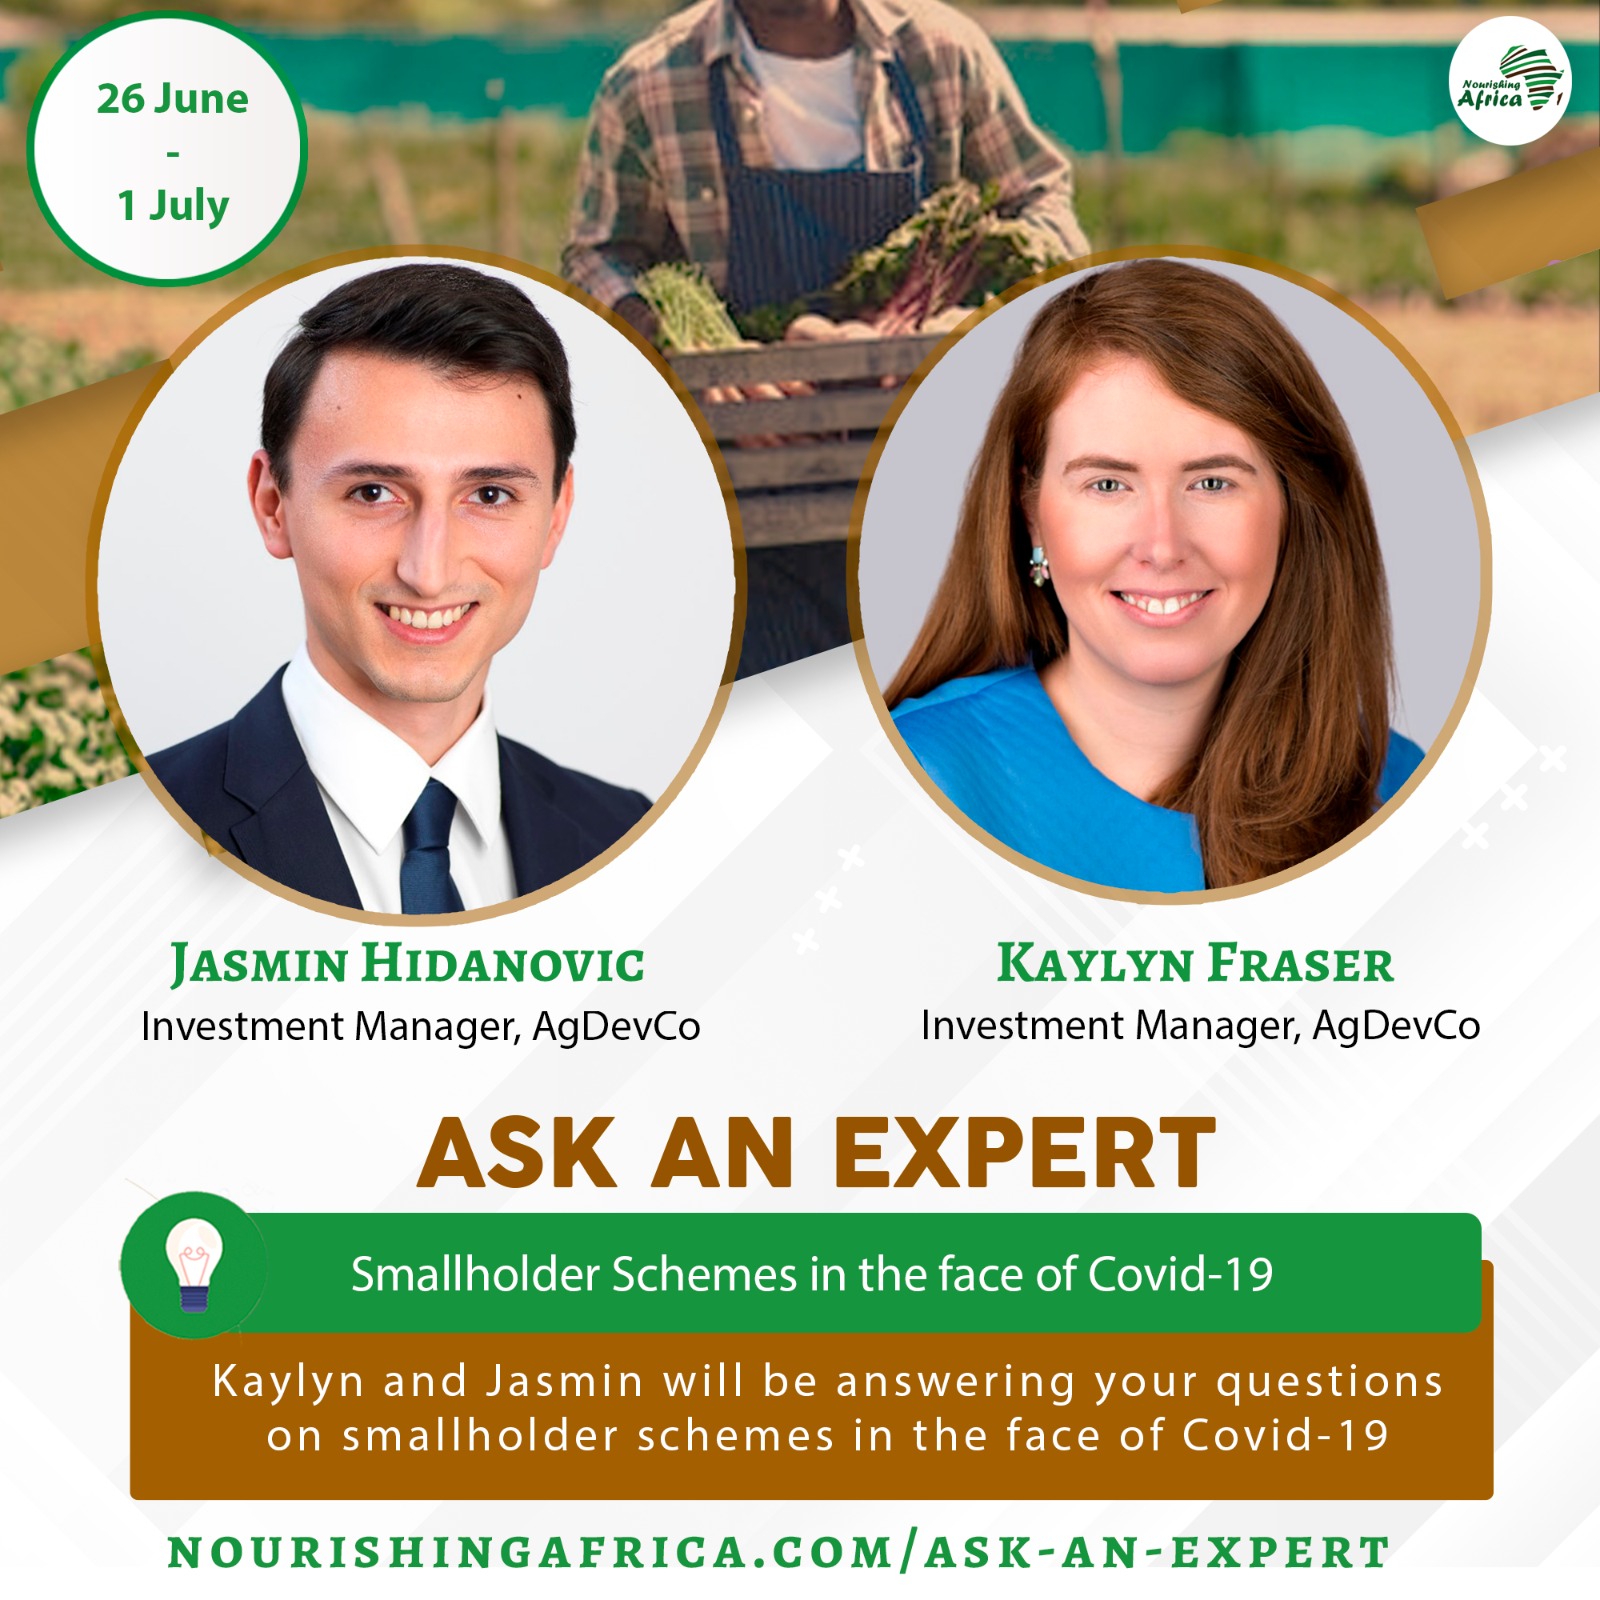 26 June
-
1 July
Nourishing
Africa
JASMIN HIDANOVIC
Investment Manager, AgDevCo
KAYLYN FRASER
Investment Manager, AgDevCo
ASK AN EXPERT
Smallholder Schemes in the face of Covid-19
Kaylyn and Jasmin will be answering your questions
on smallholder schemes in the face of Covid-19
NOURISHINGAFRICA.COM/ASK-AN-EXPERT